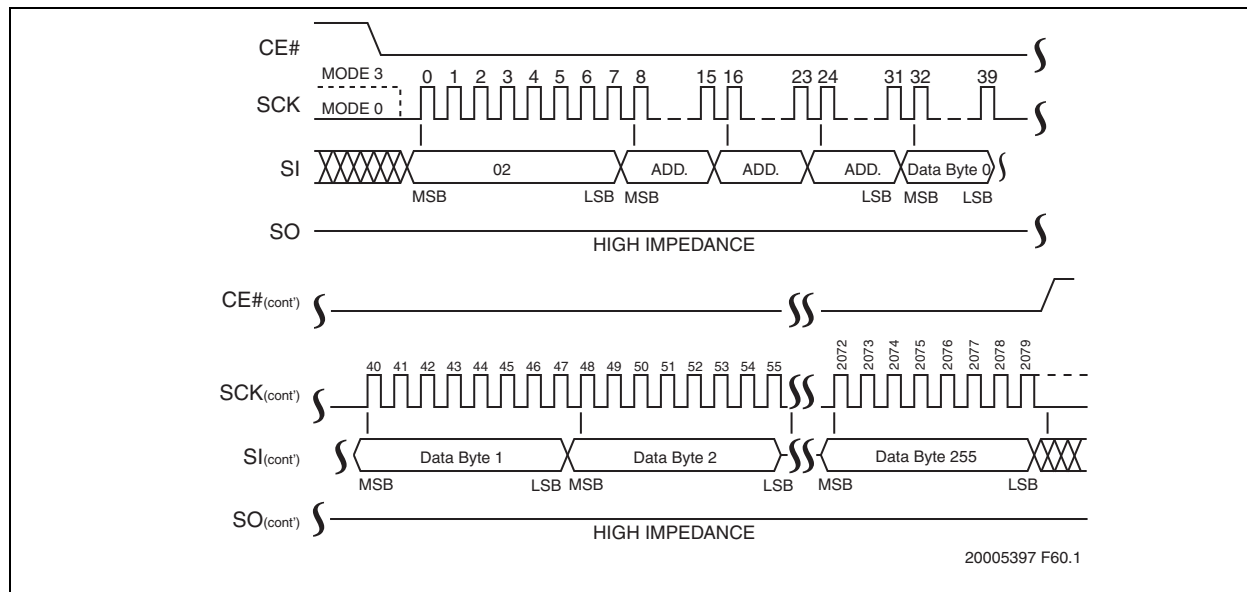 CE#
MODE 3
0 1 2 3 4 5 6 7 8 15 16 23 24 31 32 39
SCK
MODE 0
SI
02 ADD. ADD. ADD. Data Byte 0
MSB LSB MSB LSB MSB LSB
SO
HIGH IMPEDANCE
CE#(cont')
40 41 42 43 44 45 46 47 48 49 50 51 52 53 54 55 2072 2073 2074 2075 2076 2077 2078 2079
SCK(cont')
SI(cont')
Data Byte 1 Data Byte 2 Data Byte 255
MSB LSB MSB LSB MSB LSB
SO(cont')
HIGH IMPEDANCE
20005397 F60.1